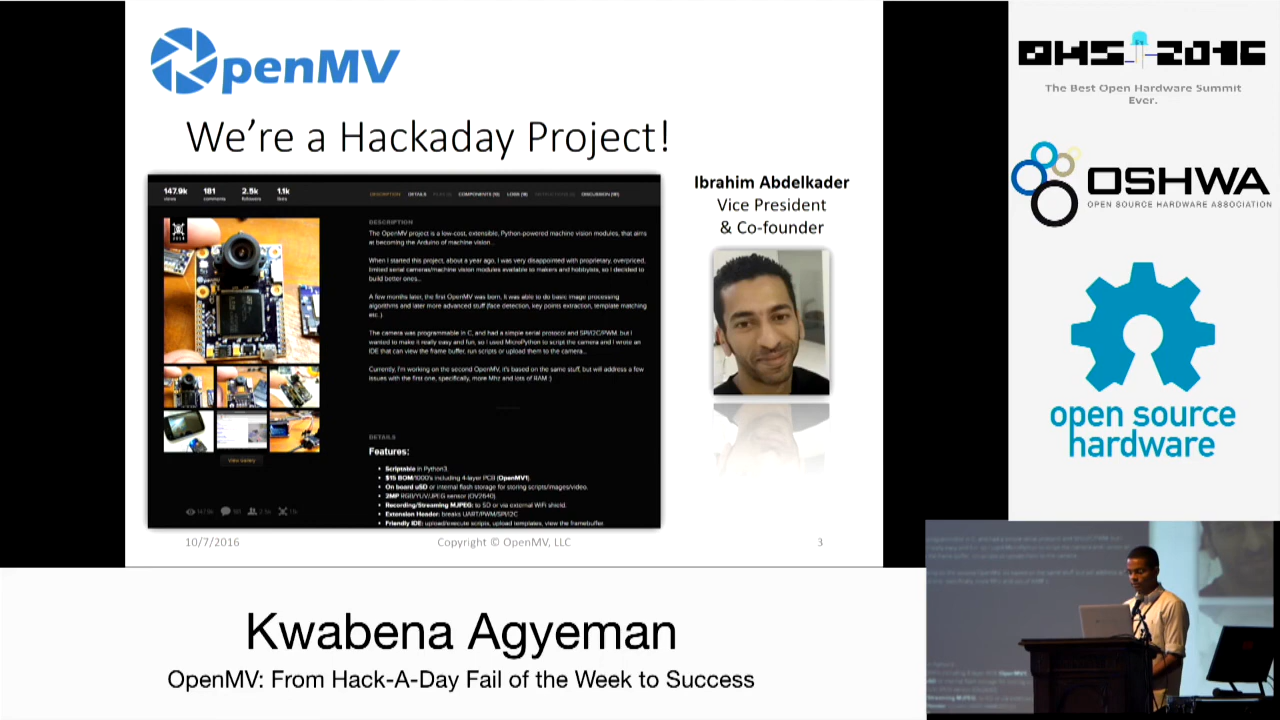 OpenMV
We're a Hackaday Project!
147.9k 181 2.5k 1.1k
views comments followers likes
DESCRIPTION DETAILS COMPONENTS LOGS DISCUSSION
DESCRIPTION
The OpenMV project is a low-cost, extensible, Python-powered machine vision modules, that aims
at becoming the Arduino of machine vision...
When I started this project, about a year ago, I was very disappointed with proprietary, overpriced,
limited serial cameras/machine vision modules available to makers and hobbyists, so I decided to
build better ones...
A few months later, the first OpenMV was born, it was able to do basic image processing
algorithms and later more advanced stuff (face detection, key points extraction, template matching
etc.)
The camera was programmable in C, and had a simple serial protocol and SPI/I2C/PWM, but I
wanted to make it really easy and fun, so I used MicroPython to script the camera and I wrote an
IDE that can view the frame buffer, run scripts or upload them to the camera...
Currently, I'm working on the second OpenMV, it's based on the same stuff, but will address a few
issues with the first one, specifically, more Mhz and lots of RAM :)
DETAILS
Features:
• Scriptable in Python3.
• $15 BOM/1000's including 4-layer PCB (OpenMV1)
• On board uSD or internal flash storage for storing scripts/images/video.
• 2MP RGB/YUV/JPEG sensor (OV2640).
• Recording/Streaming MJPEG: to SD or via external WiFi shield.
• Extension Header: breaks UART/PWM/SPI/I2C
• Friendly IDE: upload/execute scripts, upload templates, view the framebuffer.
View Gallery
Ibrahim Abdelkader
Vice President
& Co-founder
10/7/2016
Copyright © OpenMV, LLC
3
OHS 2016
The Best Open Hardware Summit
Ever.
OSHWA
OPEN SOURCE HARDWARE ASSOCIATION
open source
hardware
Kwabena Agyeman
OpenMV: From Hack-A-Day Fail of the Week to Success